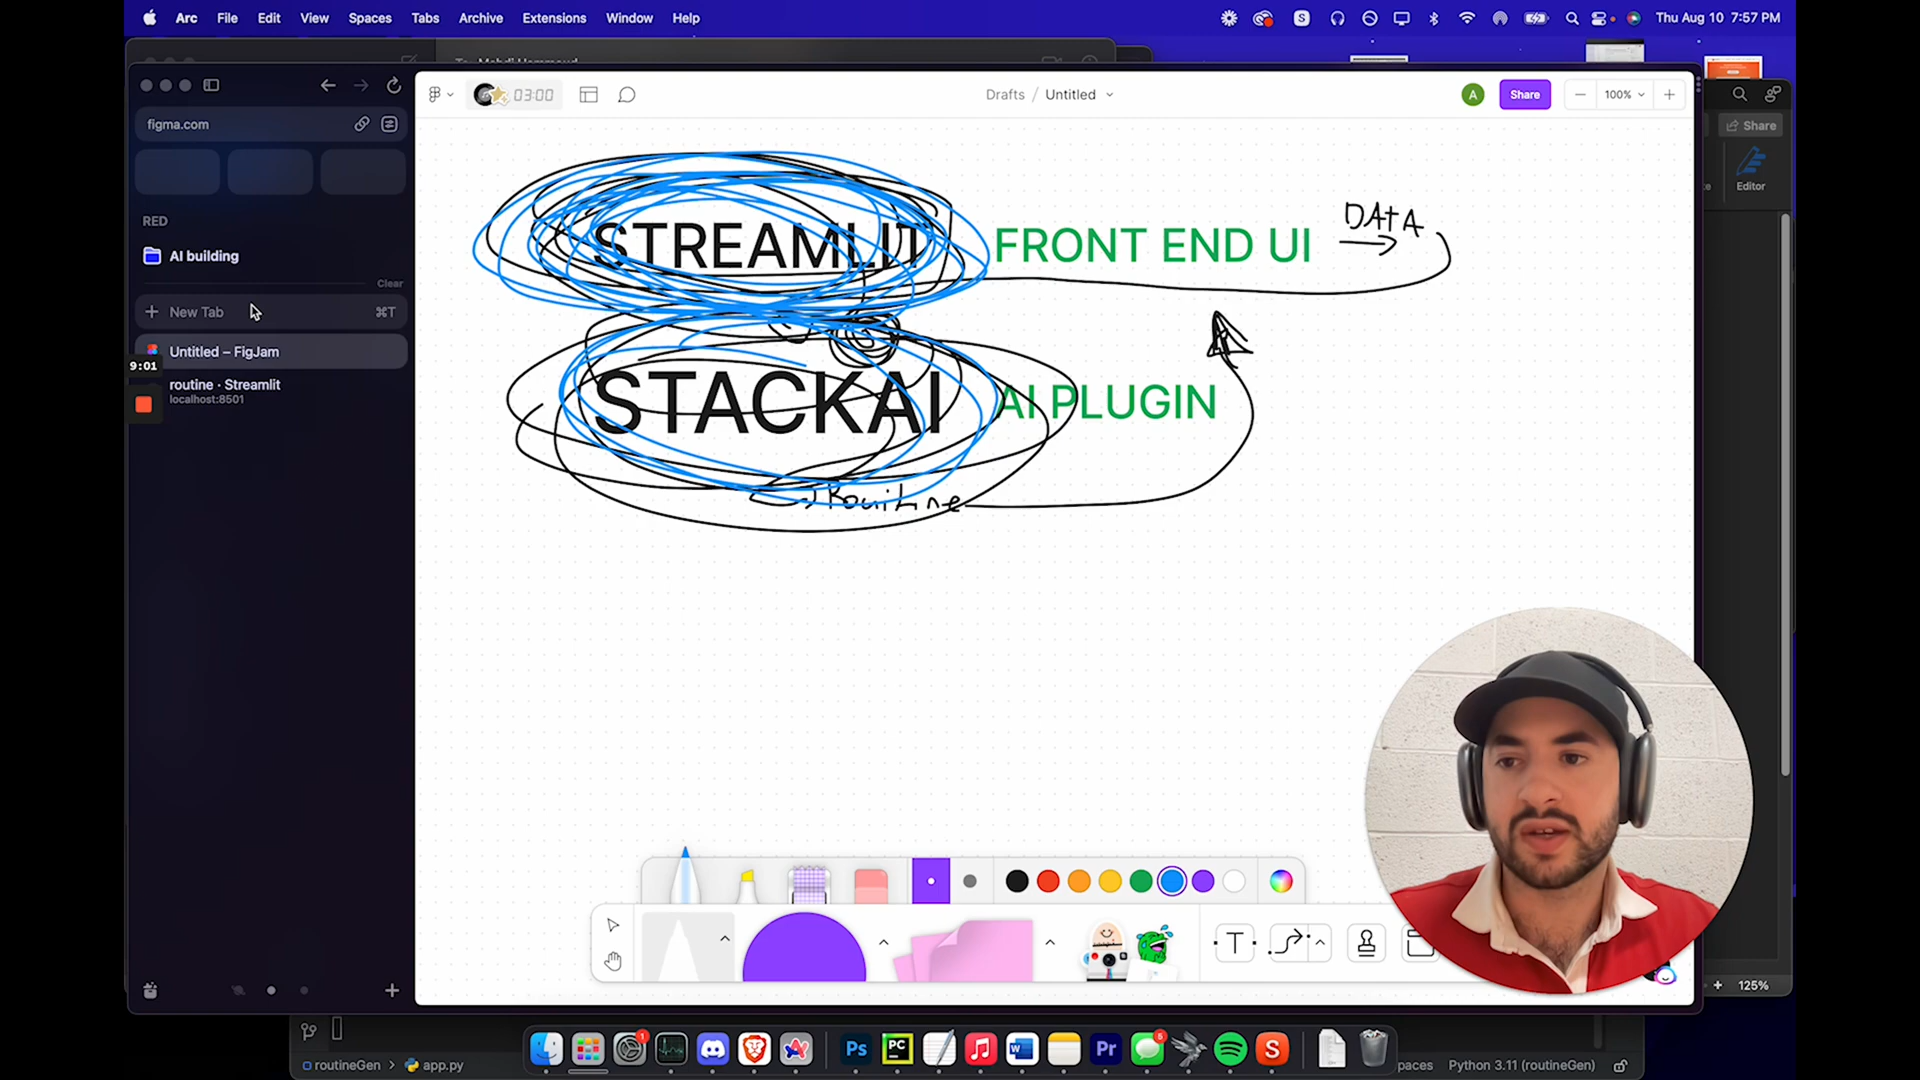 Arc File Edit View Spaces Tabs Archive Extensions Window Help
Thu Aug 10 7:57 PM
03:00
Drafts / Untitled
A
Share
100%
figma.com
Share
Editor
RED
AI building
Clear
New Tab ⌘T
Untitled – FigJam
9:01
routine · Streamlit
localhost:8501
STREAMLIT FRONT END UI
DATA
STACKAI AI PLUGIN
Routine
T
125%
routineGen > app.py
Python 3.11 (routineGen)